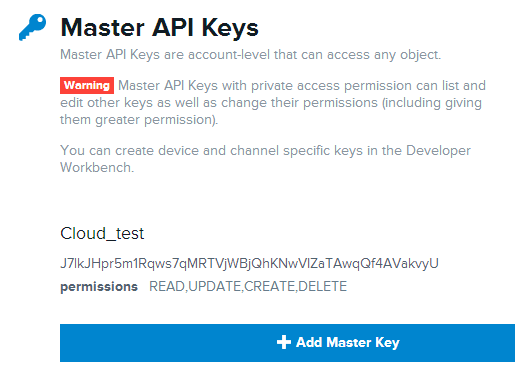 Master API Keys
Master API Keys are account-level that can access any object.
Warning Master API Keys with private access permission can list and
edit other keys as well as change their permissions (including giving
them greater permission).
You can create device and channel specific keys in the Developer
Workbench.
Cloud_test
J7lkJHpr5m1Rqws7qMRTVjWBjQhKNwVlZaTAwqQf4AVakvyU
permissions READ,UPDATE,CREATE,DELETE
Add Master Key